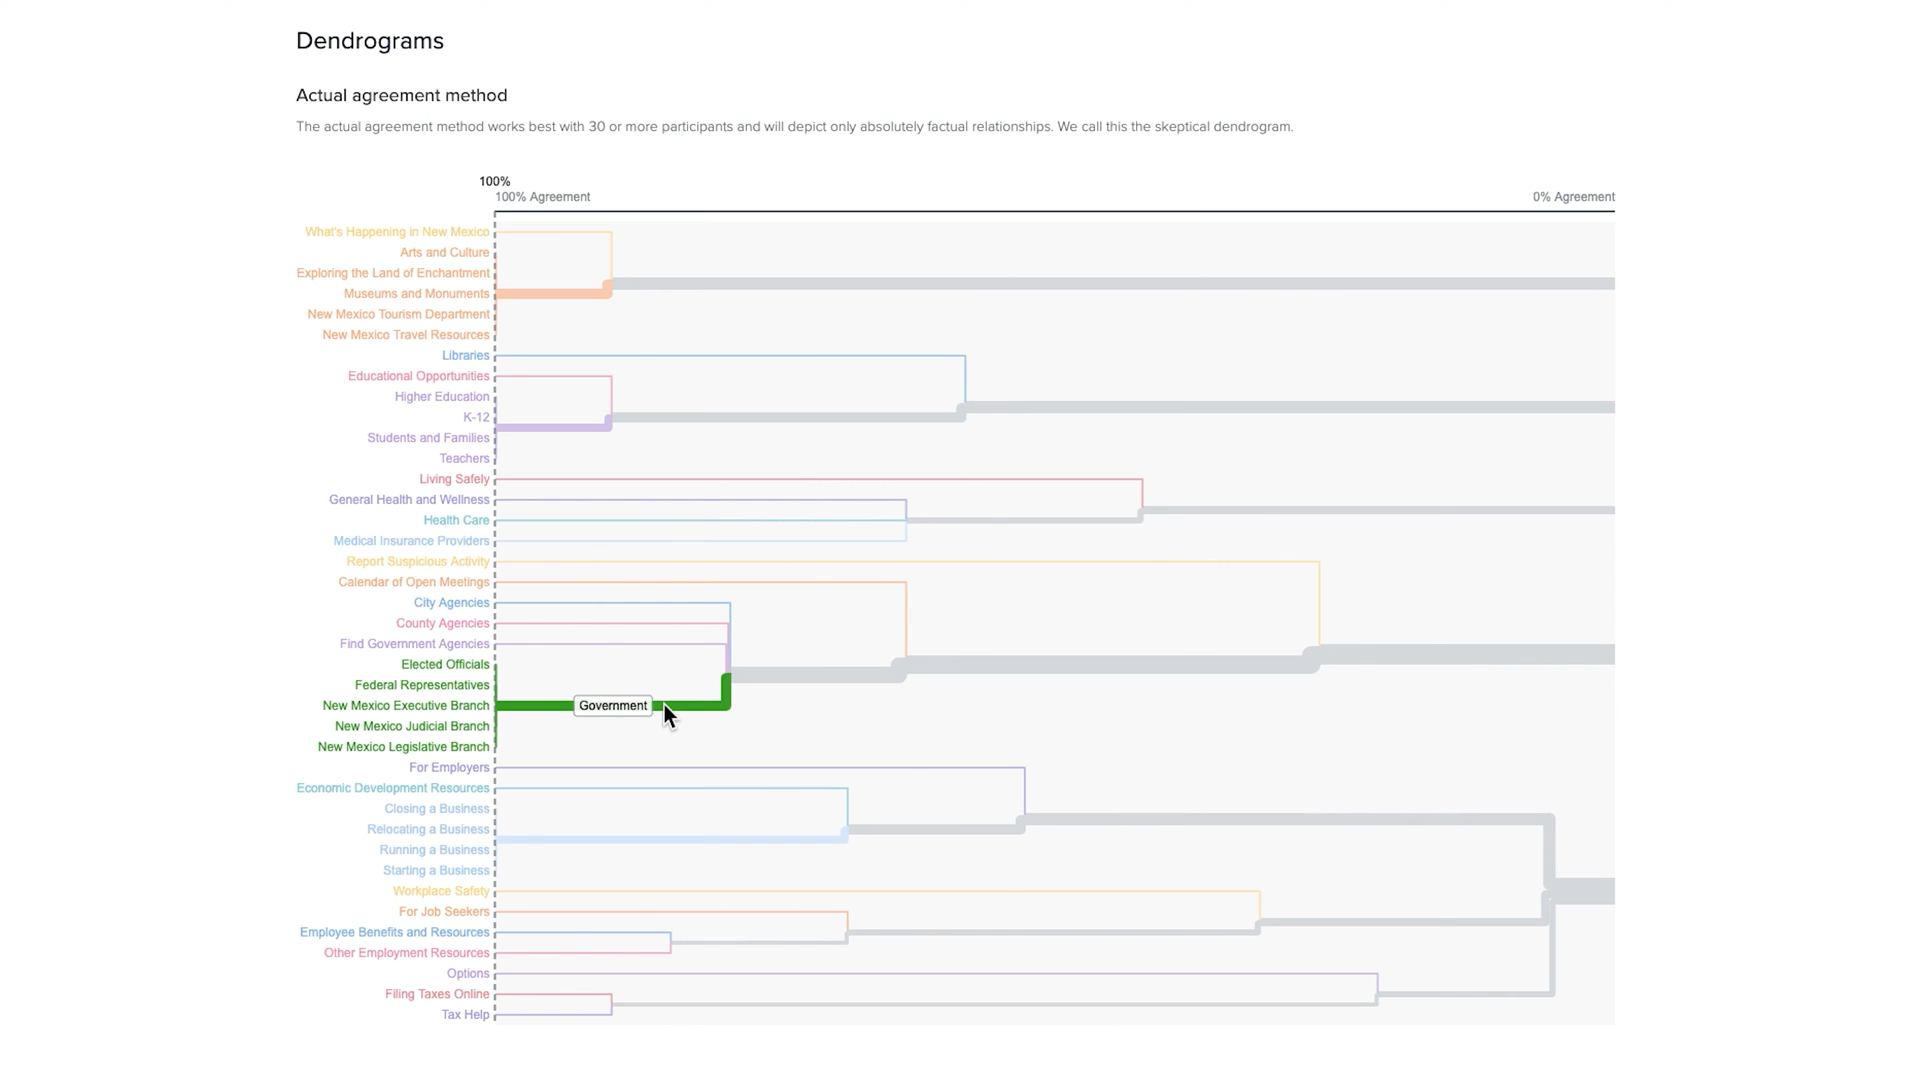 Dendrograms
Actual agreement method
The actual agreement method works best with 30 or more participants and will depict only absolutely factual relationships. We call this the skeptical dendrogram.
100%
100% Agreement
0% Agreement
What's Happening in New Mexico
Arts and Culture
Exploring the Land of Enchantment
Museums and Monuments
New Mexico Tourism Department
New Mexico Travel Resources
Libraries
Educational Opportunities
Higher Education
K-12
Students and Families
Teachers
Living Safely
General Health and Wellness
Health Care
Medical Insurance Providers
Report Suspicious Activity
Calendar of Open Meetings
City Agencies
County Agencies
Find Government Agencies
Elected Officials
Federal Representatives
New Mexico Executive Branch
Government
New Mexico Judicial Branch
New Mexico Legislative Branch
For Employers
Economic Development Resources
Closing a Business
Relocating a Business
Running a Business
Starting a Business
Workplace Safety
For Job Seekers
Employee Benefits and Resources
Other Employment Resources
Options
Filing Taxes Online
Tax Help